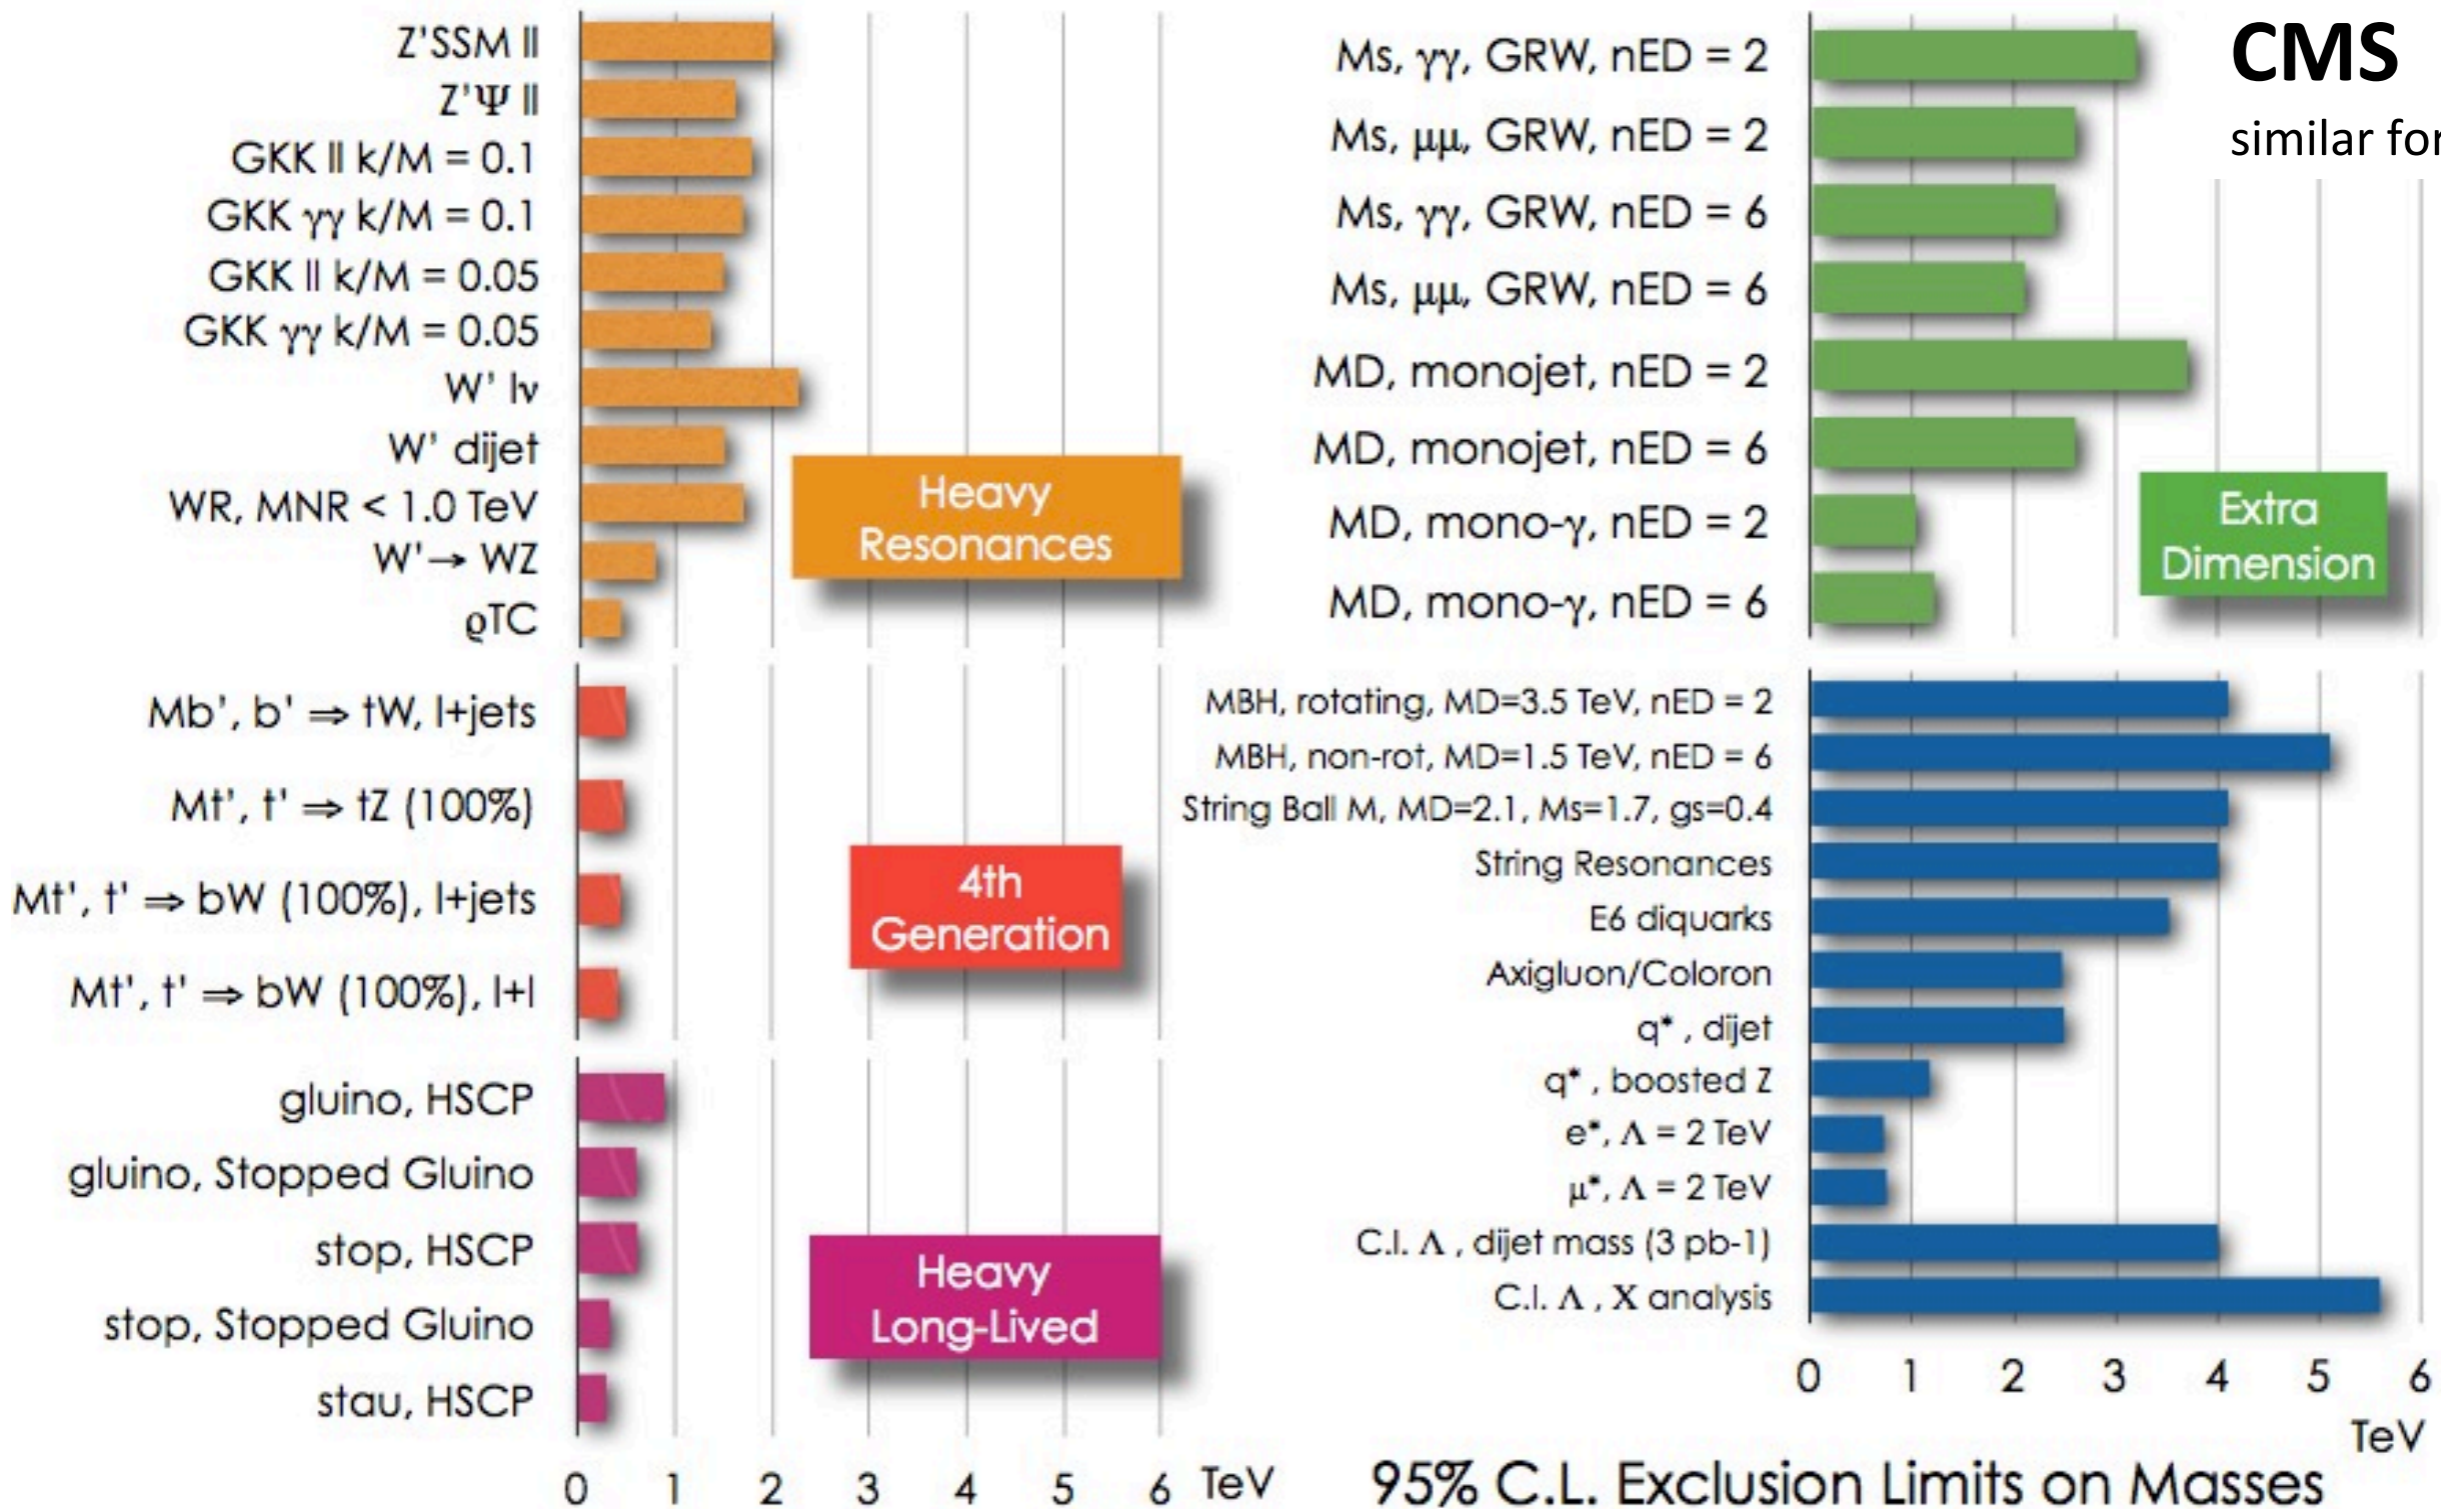 Z'SSM ll
Z'Ψ ll
GKK ll k/M = 0.1
GKK γγ k/M = 0.1
GKK ll k/M = 0.05
GKK γγ k/M = 0.05
W' lν
W' dijet
WR, MNR < 1.0 TeV
W'→ WZ
ϱTC
Heavy
Resonances
Mb', b' ⇒ tW, l+jets
Mt', t' ⇒ tZ (100%)
Mt', t' ⇒ bW (100%), l+jets
Mt', t' ⇒ bW (100%), l+l
4th
Generation
gluino, HSCP
gluino, Stopped Gluino
stop, HSCP
stop, Stopped Gluino
stau, HSCP
Heavy
Long-Lived
0 1 2 3 4 5 6 TeV
CMS
similar for
Ms, γγ, GRW, nED = 2
Ms, μμ, GRW, nED = 2
Ms, γγ, GRW, nED = 6
Ms, μμ, GRW, nED = 6
MD, monojet, nED = 2
MD, monojet, nED = 6
MD, mono-γ, nED = 2
MD, mono-γ, nED = 6
Extra
Dimension
MBH, rotating, MD=3.5 TeV, nED = 2
MBH, non-rot, MD=1.5 TeV, nED = 6
String Ball M, MD=2.1, Ms=1.7, gs=0.4
String Resonances
E6 diquarks
Axigluon/Coloron
q* , dijet
q* , boosted Z
e*, Λ = 2 TeV
μ*, Λ = 2 TeV
C.I. Λ , dijet mass (3 pb-1)
C.I. Λ , X analysis
0 1 2 3 4 5 6
TeV
95% C.L. Exclusion Limits on Masses